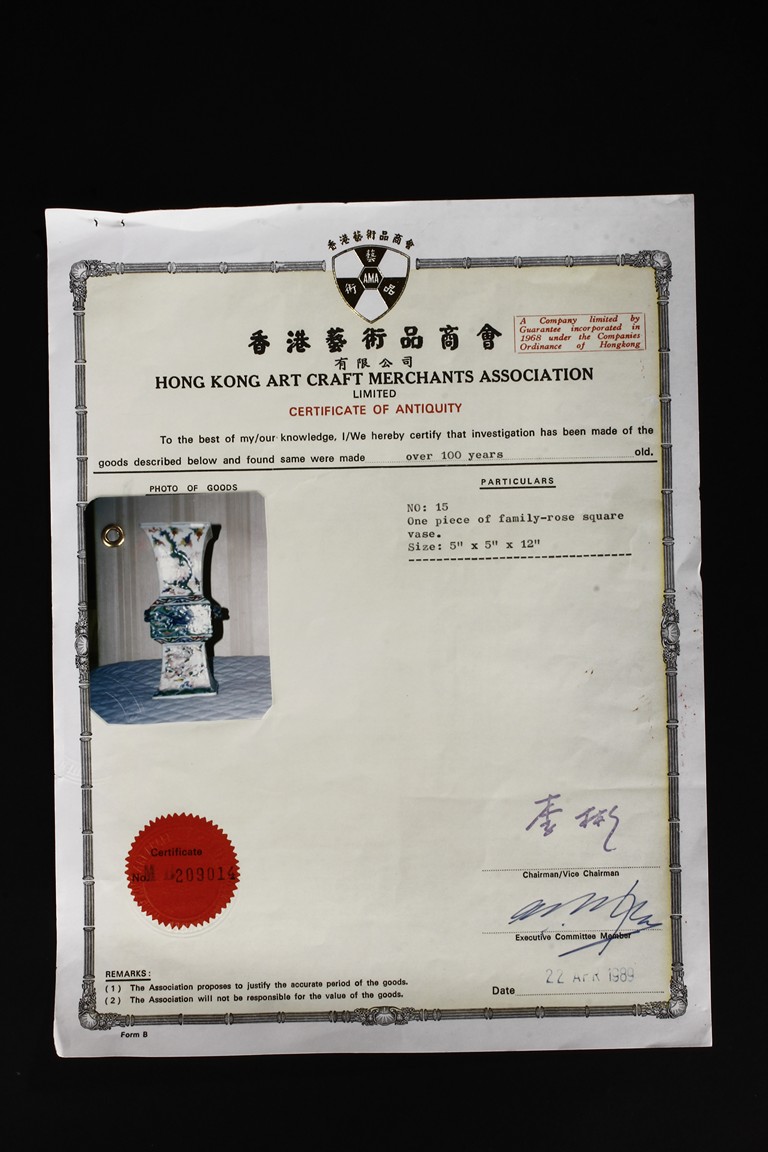 香港藝術品商會
藝
AMA
術 品
香港藝術品商會
有限公司
HONG KONG ART CRAFT MERCHANTS ASSOCIATION
LIMITED
CERTIFICATE OF ANTIQUITY
A Company limited by
Guarantee incorporated in
1968 under the Companies
Ordinance of Hongkong
To the best of my/our knowledge, I/We hereby certify that investigation has been made of the
goods described below and found same were made over 100 years old.
PHOTO OF GOODS
PARTICULARS
NO: 15
One piece of family-rose square
vase.
Size: 5" x 5" x 12"
Certificate
No. 209014
Chairman/Vice Chairman
Executive Committee Member
Date 22 APR 1989
REMARKS:
(1) The Association proposes to justify the accurate period of the goods.
(2) The Association will not be responsible for the value of the goods.
Form B